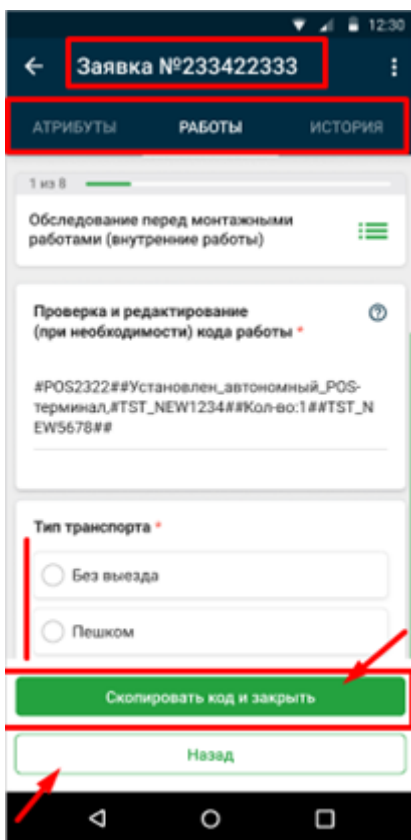 12:30
Заявка №233422333
АТРИБУТЫ РАБОТЫ ИСТОРИЯ
1 из 8
Обследование перед монтажными
работами (внутренние работы)
Проверка и редактирование
(при необходимости) кода работы *
#POS2322##Установлен_автономный_POS-
терминал,#TST_NEW1234##Кол-во:1##TST_N
EW5678##
Тип транспорта *
Без выезда
Пешком
Скопировать код и закрыть
Назад